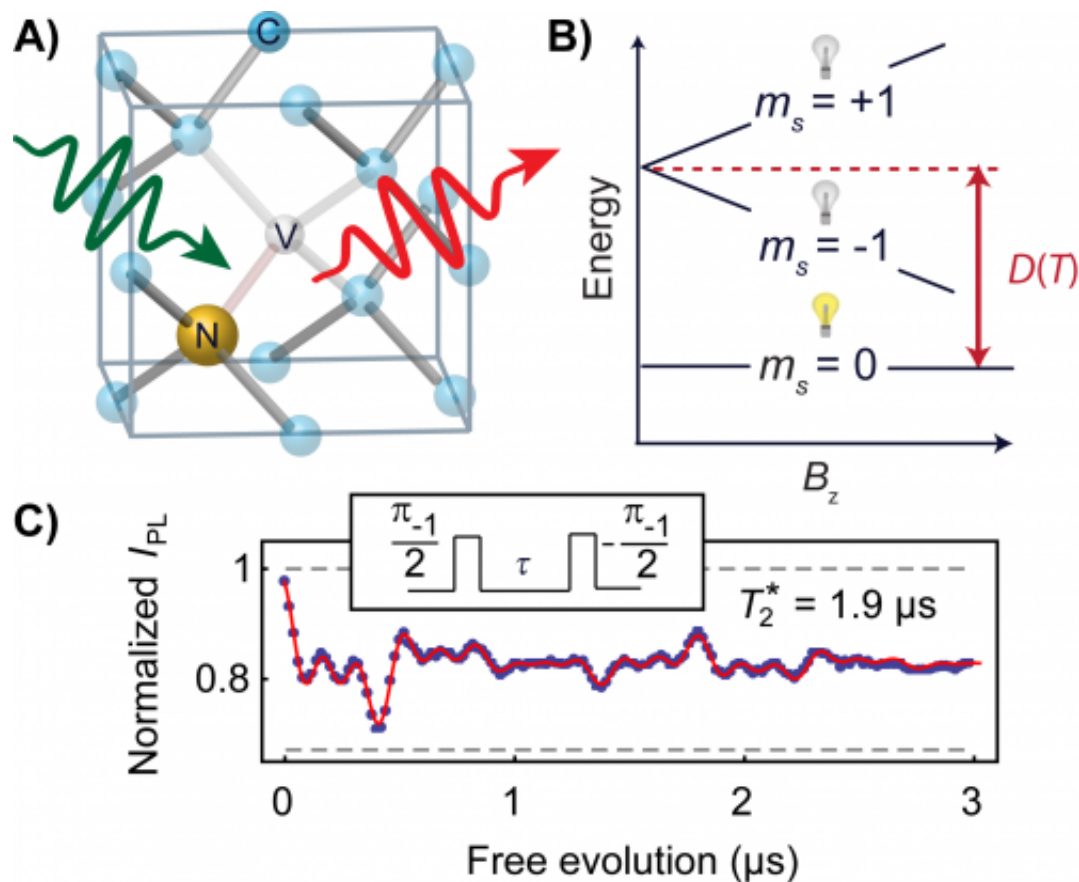 A)
C
V
N
B)
Energy
m_s = +1
m_s = -1
m_s = 0
D(T)
B_z
C)
Normalized I_PL
1
0.8
π_-1/2
τ
-π_-1/2
T_2^* = 1.9 μs
0 1 2 3
Free evolution (μs)